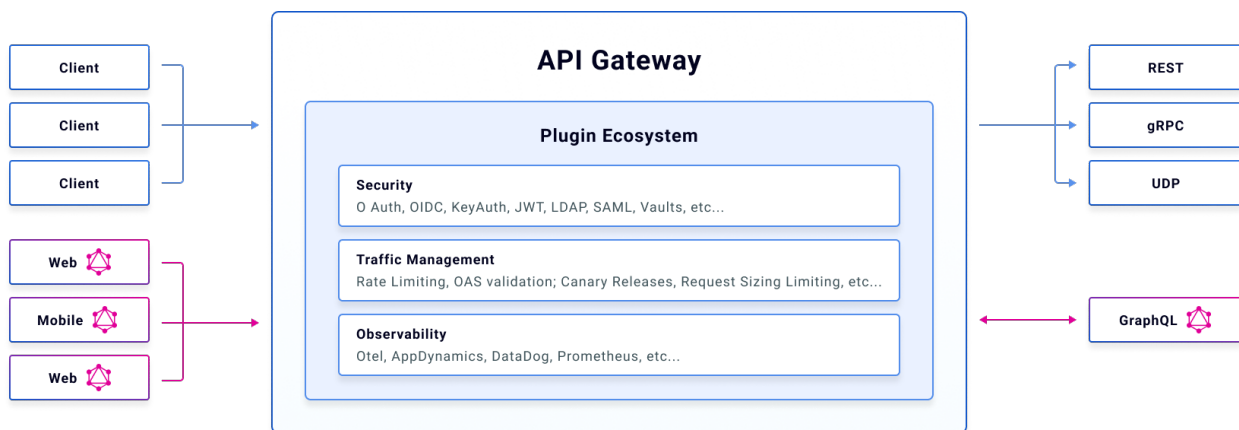 API Gateway
Client
Client
Client
Web
Mobile
Web
Plugin Ecosystem
Security
O Auth, OIDC, KeyAuth, JWT, LDAP, SAML, Vaults, etc...
Traffic Management
Rate Limiting, OAS validation; Canary Releases, Request Sizing Limiting, etc...
Observability
Otel, AppDynamics, DataDog, Prometheus, etc...
REST
gRPC
UDP
GraphQL